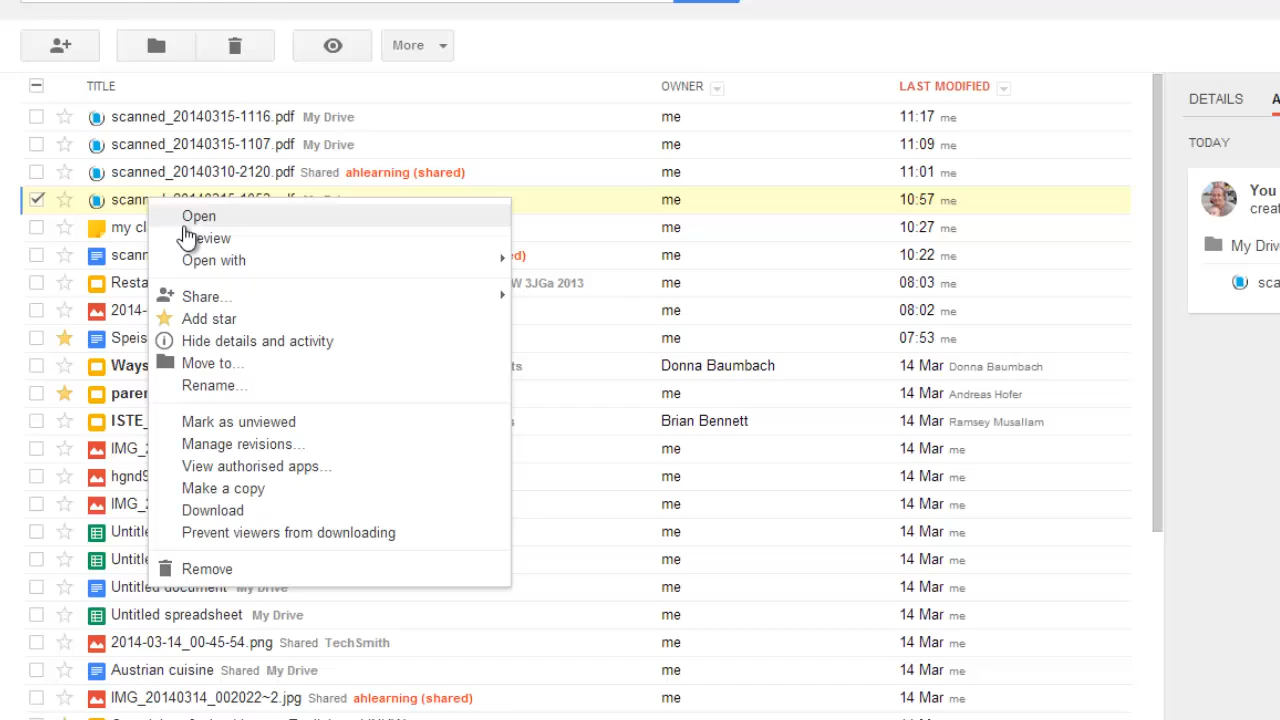 More
TITLE OWNER LAST MODIFIED
DETAILS
scanned_20140315-1116.pdf My Drive me 11:17 me
scanned_20140315-1107.pdf My Drive me 11:09 me
TODAY
scanned_20140310-2120.pdf Shared ahlearning (shared) me 11:01 me
me 10:57 me
You
Open
my me 10:27 me
Preview
My Drive
me 10:22 me
Open with
W 3JGa 2013 me 08:03 me
Share...
2014- me 08:02 me
Add star
me 07:53 me
Hide details and activity
Ways Donna Baumbach 14 Mar Donna Baumbach
Move to...
me 14 Mar Andreas Hofer
Rename...
ISTE_ Brian Bennett 14 Mar Ramsey Musallam
Mark as unviewed
IMG_ me 14 Mar me
Manage revisions...
View authorised apps...
me 14 Mar me
Make a copy
IMG_ me 14 Mar me
Download
Prevent viewers from downloading
me 14 Mar me
me 14 Mar me
Remove
Untitled document My Drive me 14 Mar me
Untitled spreadsheet My Drive me 14 Mar me
2014-03-14_00-45-54.png Shared TechSmith me 14 Mar me
Austrian cuisine Shared My Drive me 14 Mar me
IMG_20140314_002022~2.jpg Shared ahlearning (shared) me 14 Mar me